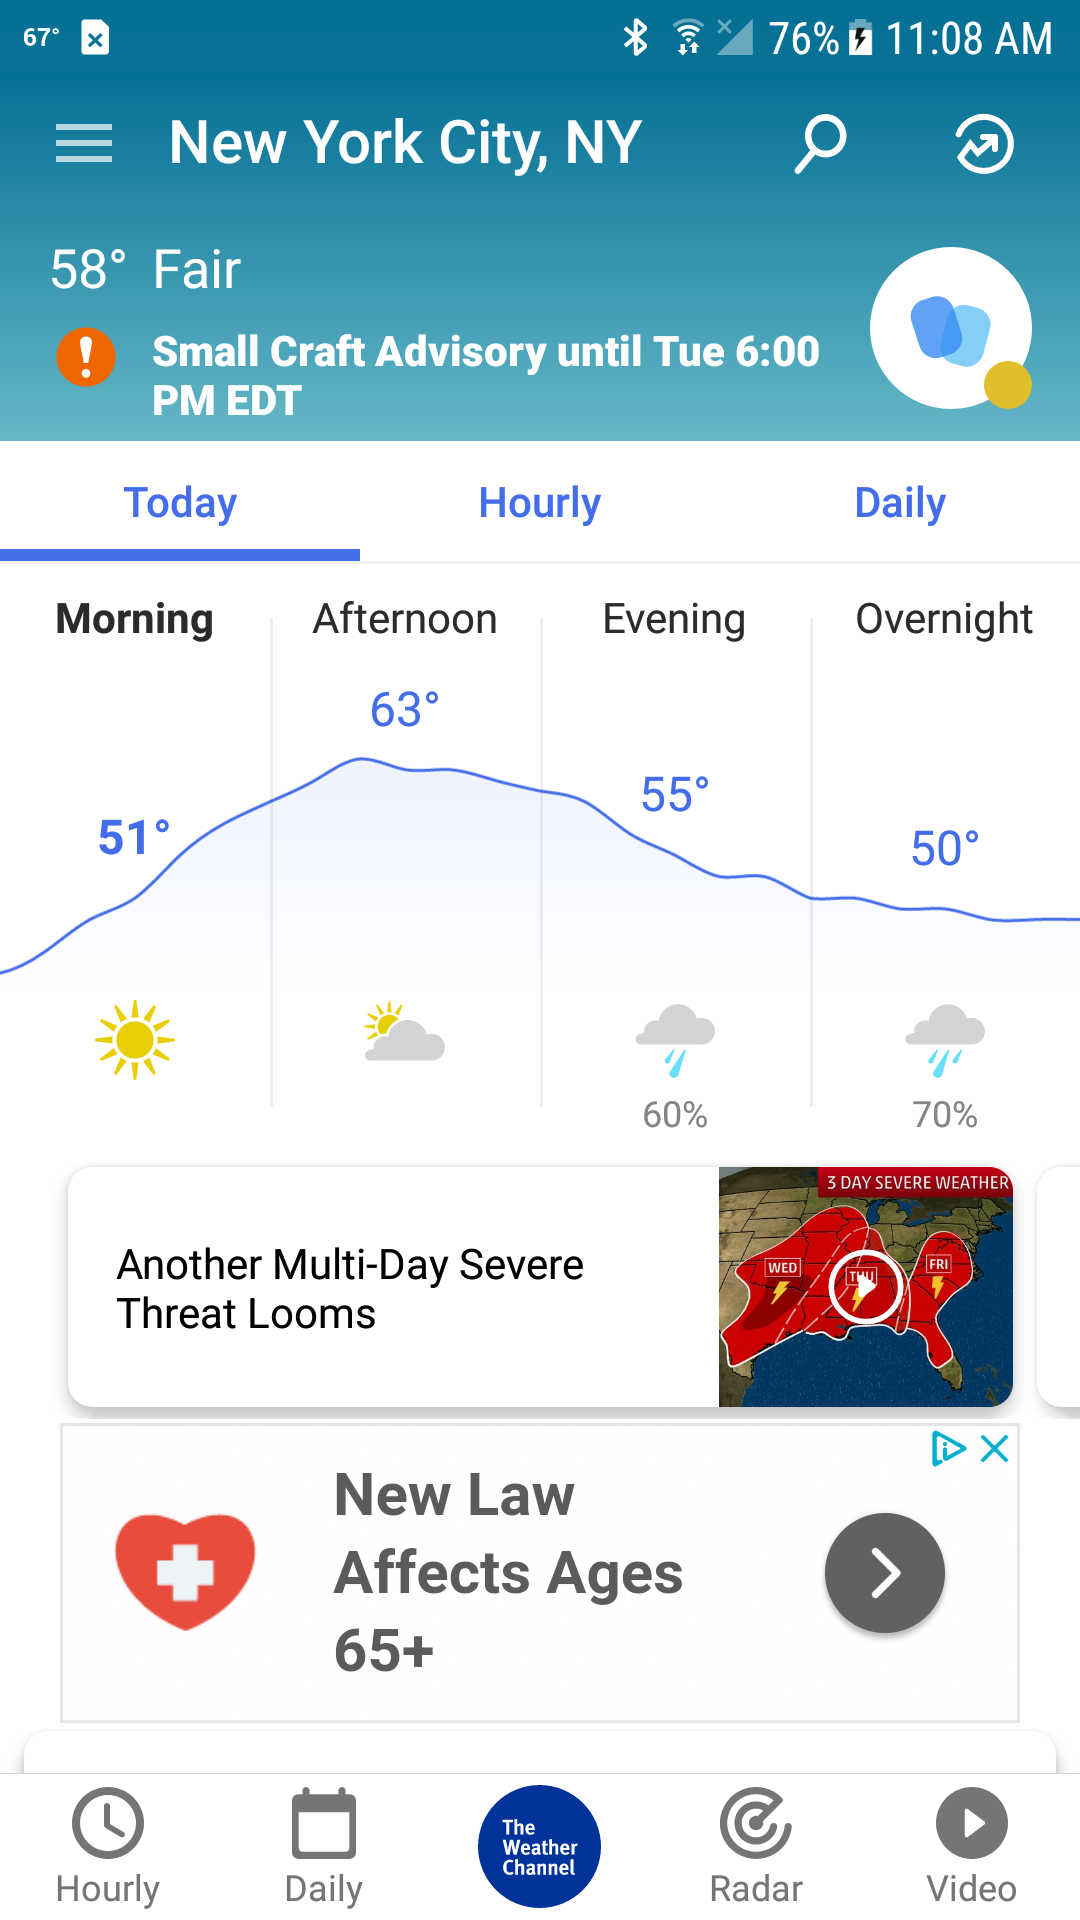 67°
76%
11:08 AM
New York City, NY
58° Fair
Small Craft Advisory until Tue 6:00
PM EDT
Today
Hourly
Daily
Morning
Afternoon
Evening
Overnight
51°
63°
55°
50°
60%
70%
Another Multi-Day Severe
Threat Looms
3 DAY SEVERE WEATHER
WED
THU
FRI
New Law
Affects Ages
65+
Hourly
Daily
The
Weather
Channel
Radar
Video